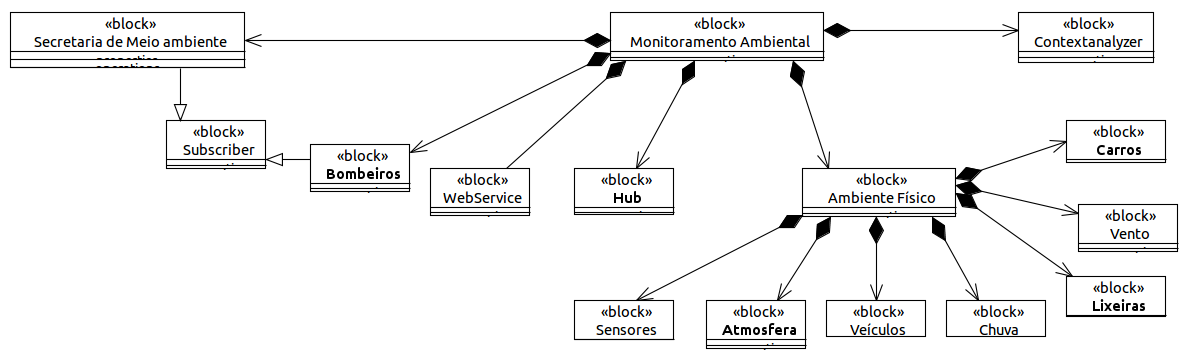 «block»
Secretaria de Meio ambiente
«block»
Monitoramento Ambiental
«block»
Contextanalyzer
«block»
Subscriber
«block»
Bombeiros
«block»
WebService
«block»
Hub
«block»
Ambiente Físico
«block»
Carros
«block»
Vento
«block»
Lixeiras
«block»
Sensores
«block»
Atmosfera
«block»
Veículos
«block»
Chuva